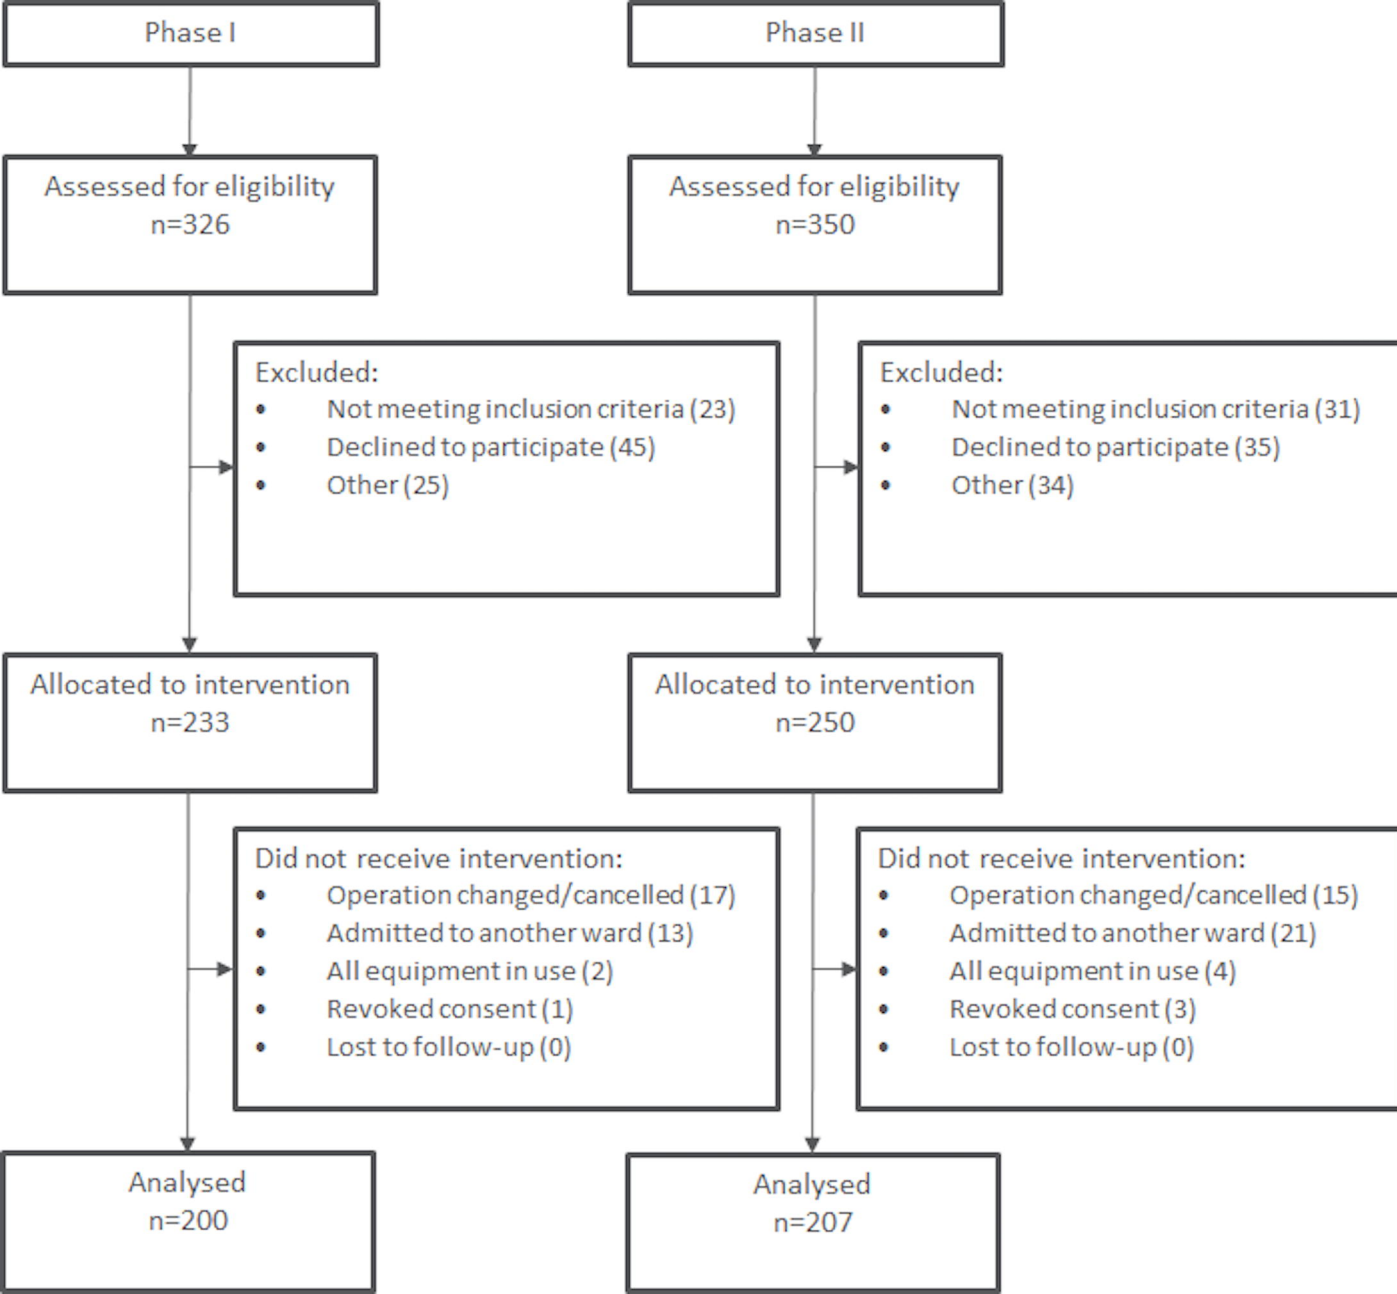 Phase I
Assessed for eligibility
n=326
Excluded:
• Not meeting inclusion criteria (23)
• Declined to participate (45)
• Other (25)
Allocated to intervention
n=233
Did not receive intervention:
• Operation changed/cancelled (17)
• Admitted to another ward (13)
• All equipment in use (2)
• Revoked consent (1)
• Lost to follow-up (0)
Analysed
n=200
Phase II
Assessed for eligibility
n=350
Excluded:
• Not meeting inclusion criteria (31)
• Declined to participate (35)
• Other (34)
Allocated to intervention
n=250
Did not receive intervention:
• Operation changed/cancelled (15)
• Admitted to another ward (21)
• All equipment in use (4)
• Revoked consent (3)
• Lost to follow-up (0)
Analysed
n=207